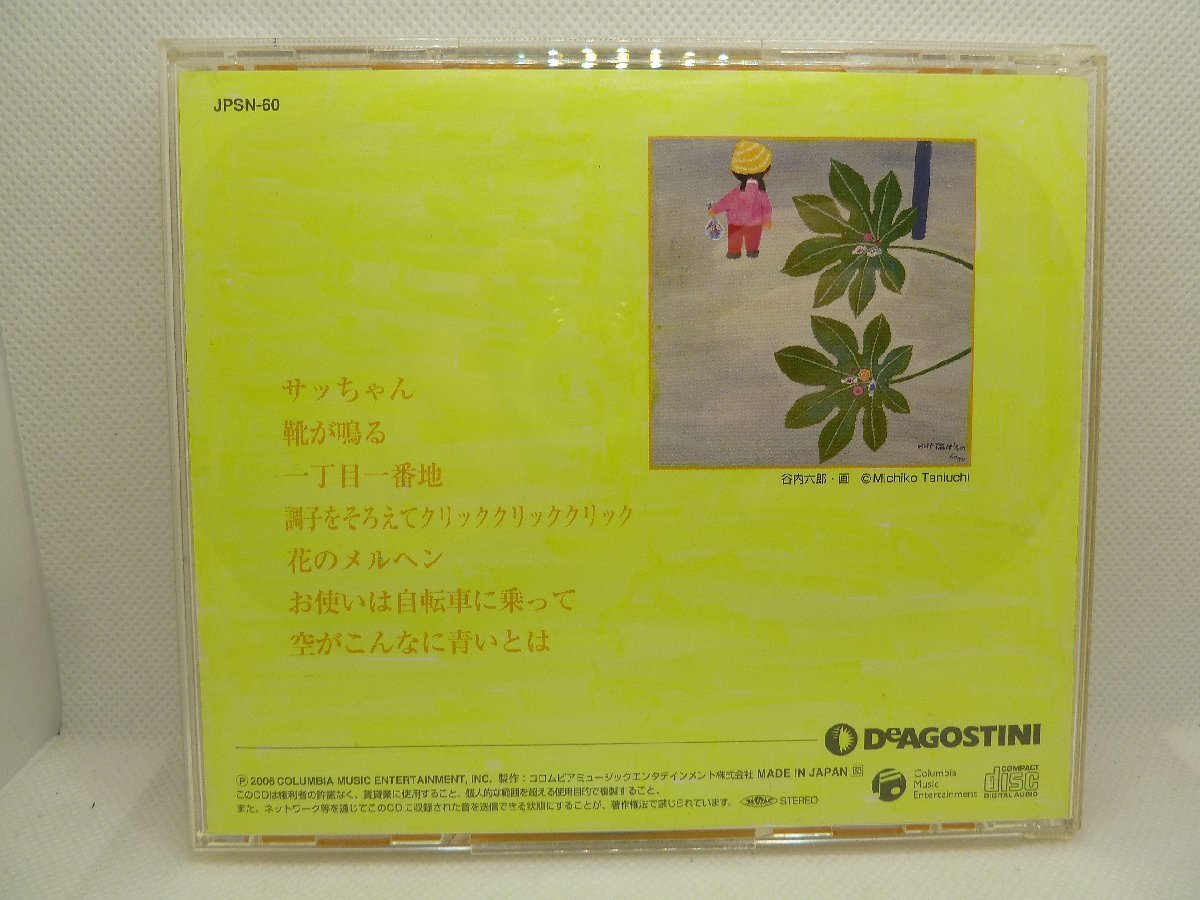 JPSN-60
谷内六郎・画 ©Michiko Taniuchi
サッちゃん
靴が鳴る
一丁目一番地
調子をそろえてクリッククリッククリック
花のメルヘン
お使いは自転車に乗って
空がこんなに青いとは
DeAGOSTINI
Ⓟ2006 COLUMBIA MUSIC ENTERTAINMENT, INC. 製作：コロムビアミュージックエンタテインメント株式会社 MADE IN JAPAN
このCDは権利者の許諾なく、賃貸業に使用すること、個人的な範囲を超える使用目的で複製すること、
また、ネットワーク等を通じてこのCDに収録された音を送信できる状態にすることが、著作権法で禁じられています。 STEREO
Columbia
Music
Entertainment
COMPACT
disc
DIGITAL AUDIO